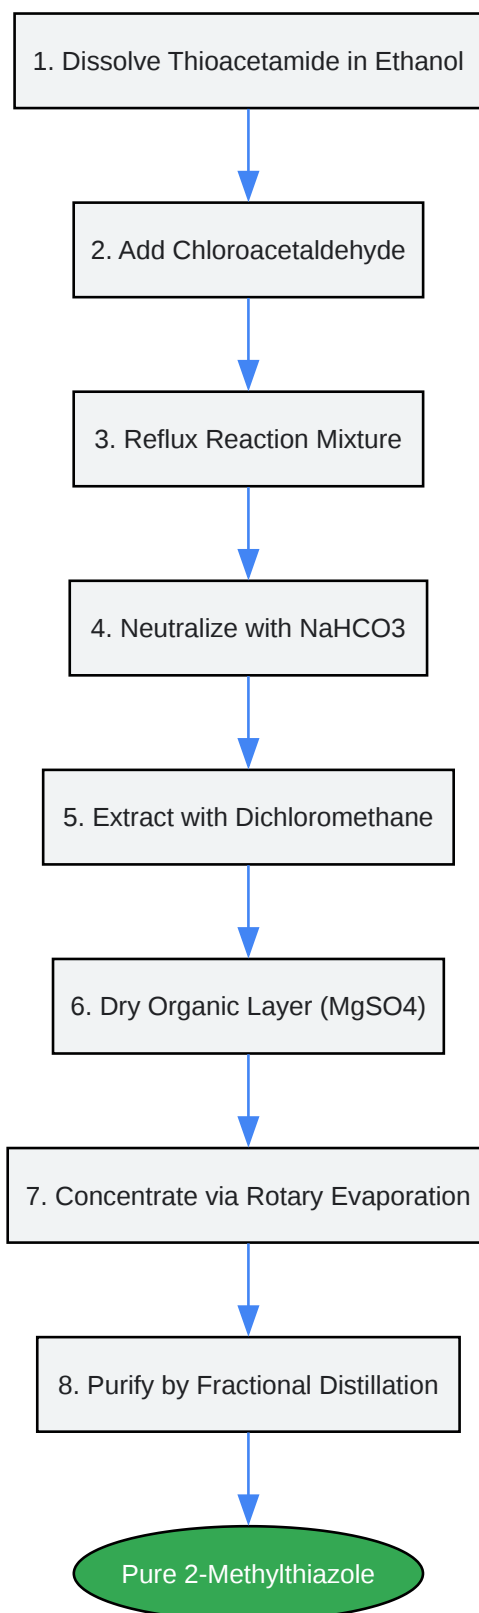 1. Dissolve Thioacetamide in Ethanol
2. Add Chloroacetaldehyde
3. Reflux Reaction Mixture
4. Neutralize with NaHCO3
5. Extract with Dichloromethane
6. Dry Organic Layer (MgSO4)
7. Concentrate via Rotary Evaporation
8. Purify by Fractional Distillation
Pure 2-Methylthiazole